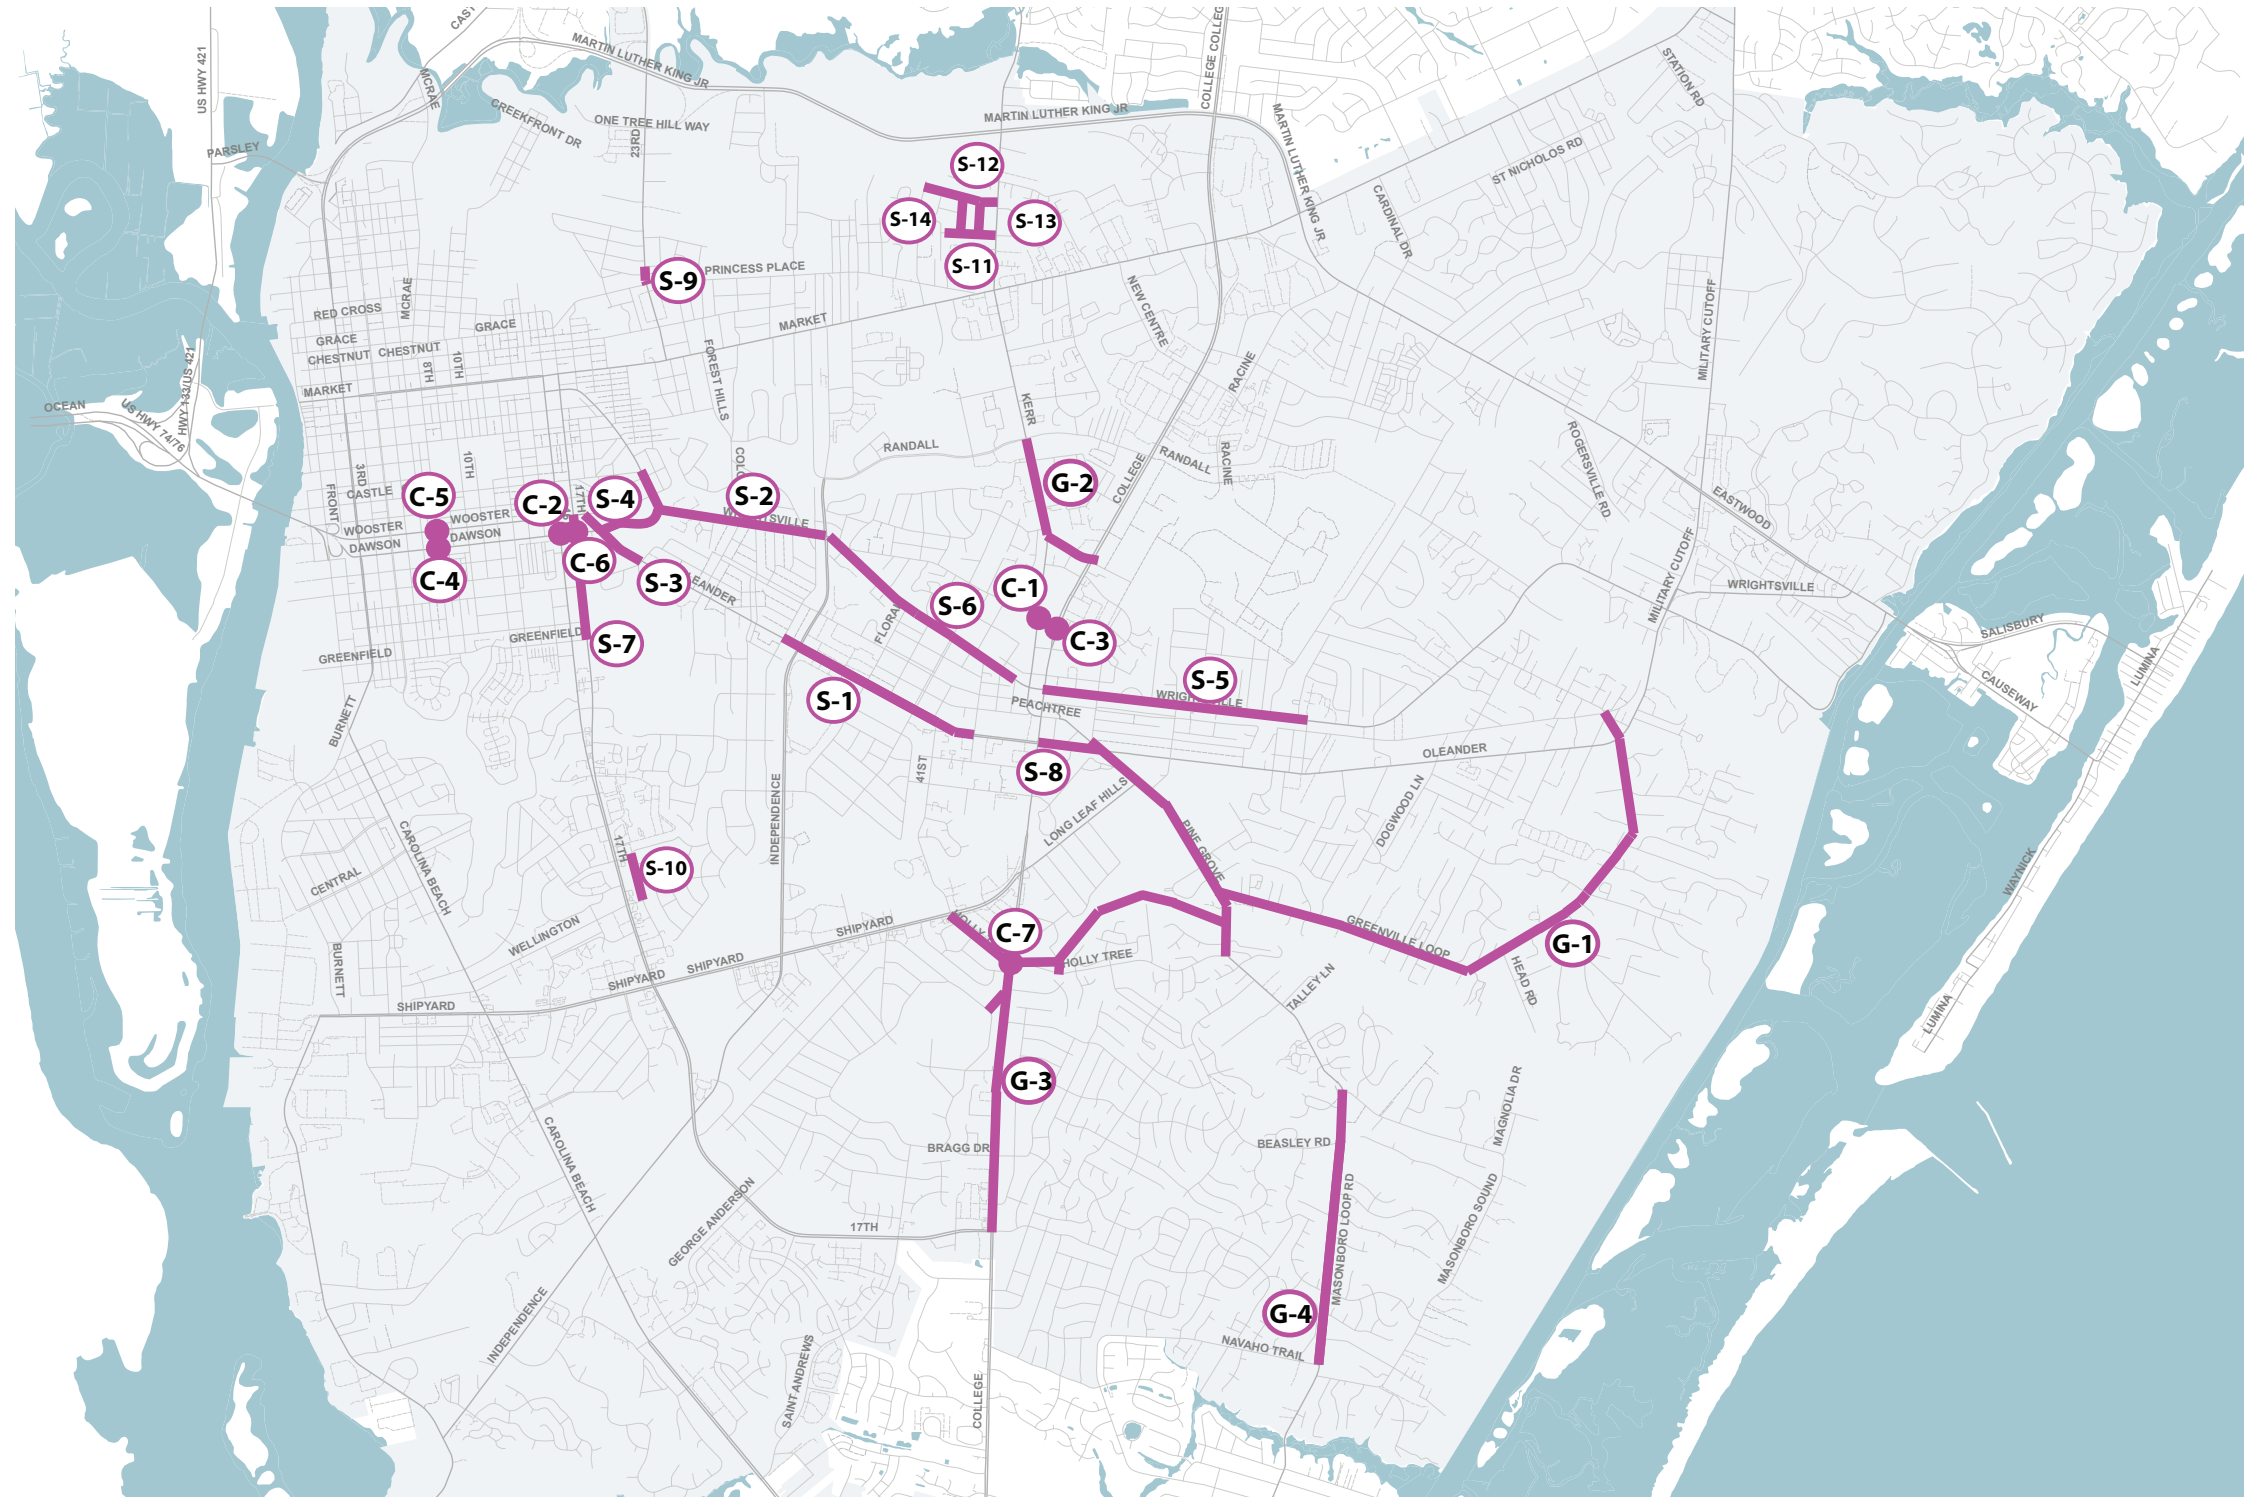 CAST
MARTIN LUTHER KING JR
US HWY 421
MCRAE
COLLEGE COLLEGE
STATION RD
CREEKFRONT DR
ONE TREE HILL WAY
23RD
MARTIN LUTHER KING JR
MARTIN LUTHER KING JR
PARSLEY
ST NICHOLOS RD
S-12
CARDINAL DR
S-14
S-13
S-11
PRINCESS PLACE
S-9
NEW CENTRE
MCRAE
RED CROSS
GRACE
GRACE
MARKET
MILITARY CUTOFF
CHESTNUT
CHESTNUT
8TH
10TH
FOREST HILLS
RACINE
HWY 133/US 421
MARKET
OCEAN
US HWY 74/76
KERR
RANDALL
RANDALL
ROGERSVILLE RD
3RD
10TH
RACINE
COLLEGE
FRONT
CASTLE
C-5
C-2
17TH
S-4
S-2
G-2
EASTWOOD
WOOSTER
WOOSTER
DAWSON
DAWSON
C-4
C-6
S-3
C-1
MILITARY CUTOFF
WRIGHTSVILLE
FLORAL
S-6
SALISBURY
GREENFIELD
GREENFIELD
S-7
C-3
LUMINA
S-5
CAUSEWAY
S-1
PEACHTREE
BURNETT
S-8
OLEANDER
41ST
INDEPENDENCE
LONG LEAF HILLS
DOGWOOD LN
CAROLINA BEACH
17TH
S-10
PINE GROVE
WAYNICK
CENTRAL
SHIPYARD
WELLINGTON
C-7
GREENVILLE LOOP
G-1
HOLLY TREE
BURNETT
SHIPYARD
SHIPYARD
SHIPYARD
TALLEY LN
HEAD RD
LUMINA
G-3
MAGNOLIA DR
CAROLINA BEACH
BRAGG DR
BEASLEY RD
MASONBORO LOOP RD
MASONBORO SOUND
GEORGE ANDERSON
17TH
INDEPENDENCE
G-4
NAVAHO TRAIL
SAINT ANDREWS
COLLEGE